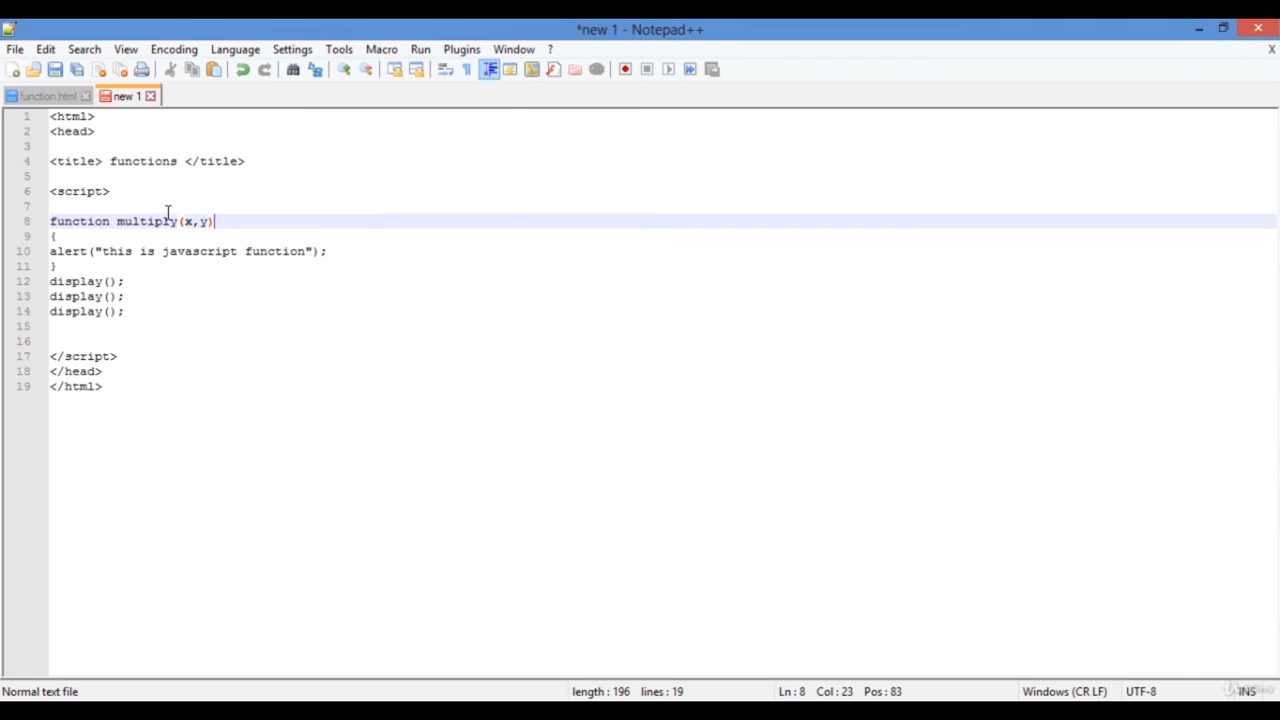 *new 1 - Notepad++
File Edit Search View Encoding Language Settings Tools Macro Run Plugins Window ? X
function.html new 1
1 <html>
2 <head>
3
4 <title> functions </title>
5
6 <script>
7
8 function multiply(x,y)
9 {
10 alert("this is javascript function");
11 }
12 display();
13 display();
14 display();
15
16
17 </script>
18 </head>
19 </html>
Normal text file length : 196 lines : 19 Ln : 8 Col : 23 Pos : 83 Windows (CR LF) UTF-8 INS